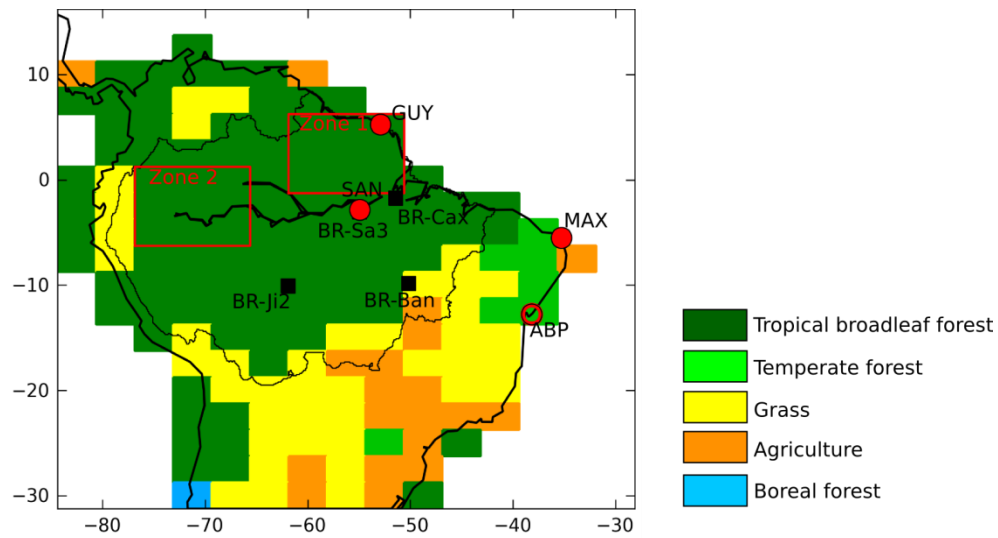 10
0
−10
−20
−30
−80
−70
−60
−50
−40
−30
Zone 1
GUY
Zone 2
SAN
BR-Cax
BR-Sa3
MAX
BR-Ji2
BR-Ban
ABP
Tropical broadleaf forest
Temperate forest
Grass
Agriculture
Boreal forest